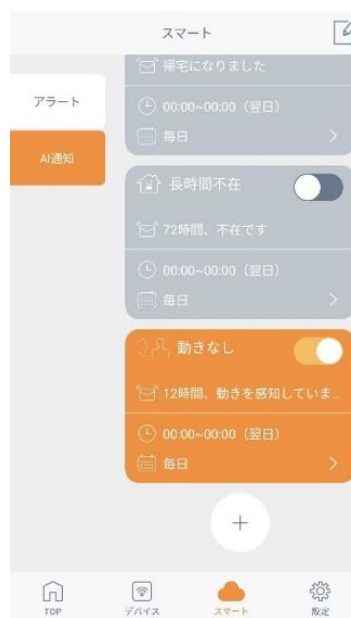 スマート
アラート
AI通知
帰宅になりました
00:00~00:00（翌日）
毎日
長時間不在
72時間、不在です
00:00~00:00（翌日）
毎日
動きなし
12時間、動きを感知していま...
00:00~00:00（翌日）
毎日
+
TOP
デバイス
スマート
設定